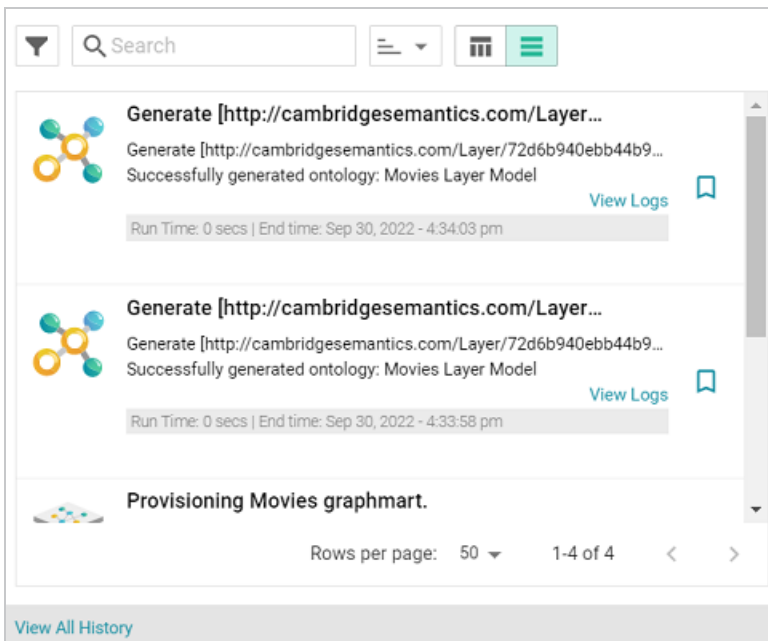 Search
Generate [http://cambridgesemantics.com/Layer...
Generate [http://cambridgesemantics.com/Layer/72d6b940ebb44b9...
Successfully generated ontology: Movies Layer Model
View Logs
Run Time: 0 secs | End time: Sep 30, 2022 - 4:34:03 pm
Generate [http://cambridgesemantics.com/Layer...
Generate [http://cambridgesemantics.com/Layer/72d6b940ebb44b9...
Successfully generated ontology: Movies Layer Model
View Logs
Run Time: 0 secs | End time: Sep 30, 2022 - 4:33:58 pm
Provisioning Movies graphmart.
Rows per page: 50 1-4 of 4
View All History